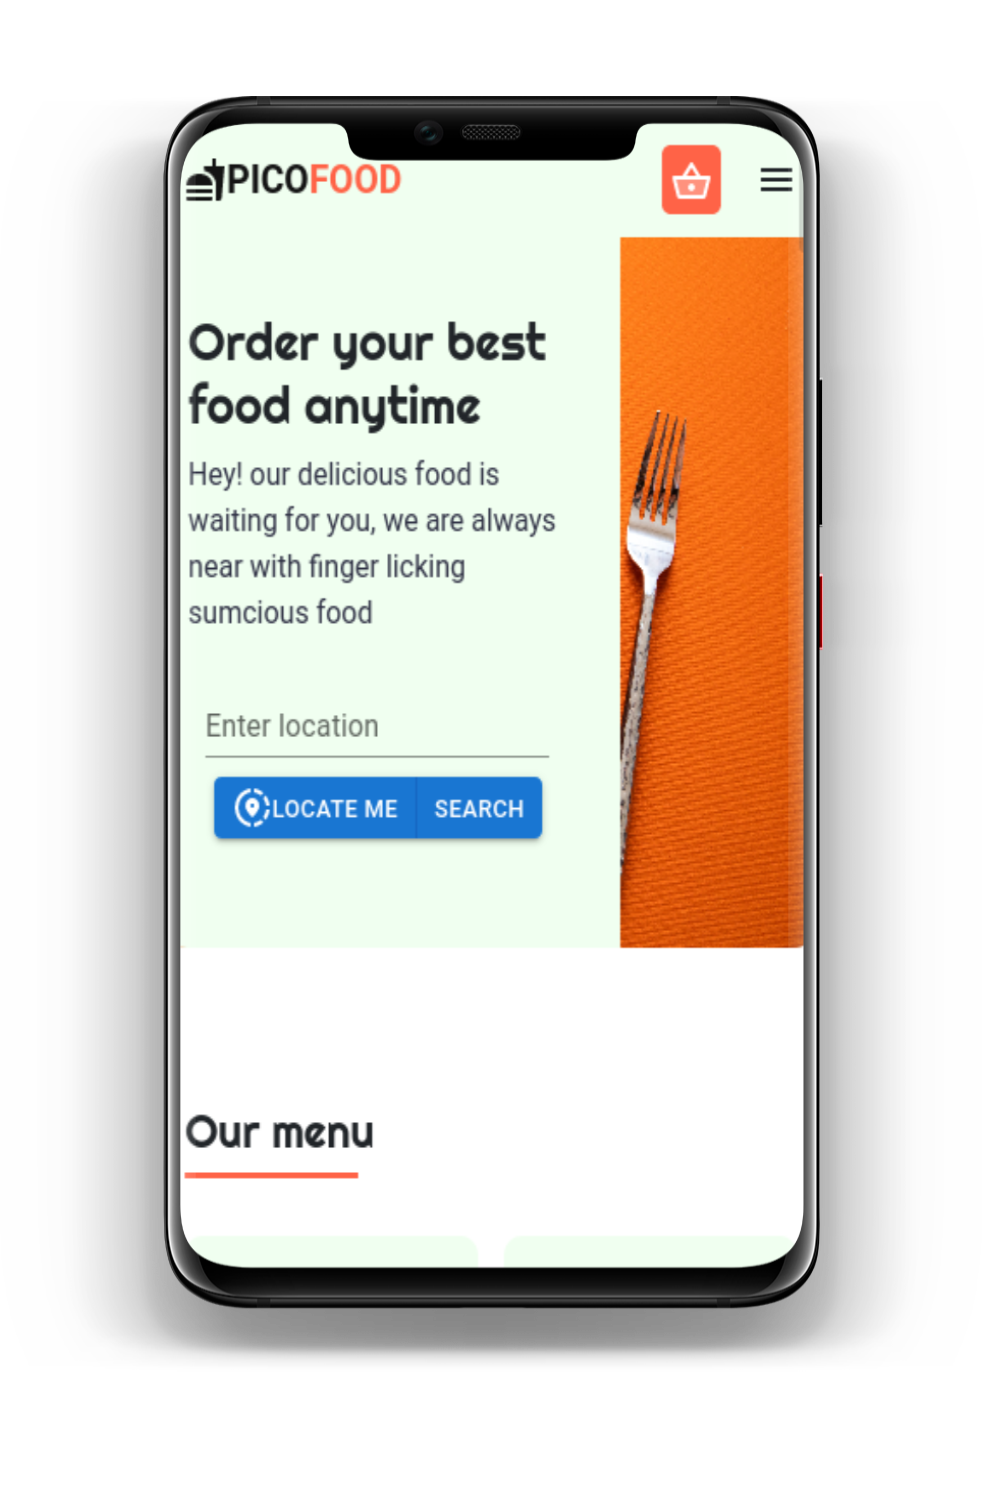 PICOFOOD
Order your best
food anytime
Hey! our delicious food is
waiting for you, we are always
near with finger licking
sumcious food
Enter location
LOCATE ME SEARCH
Our menu